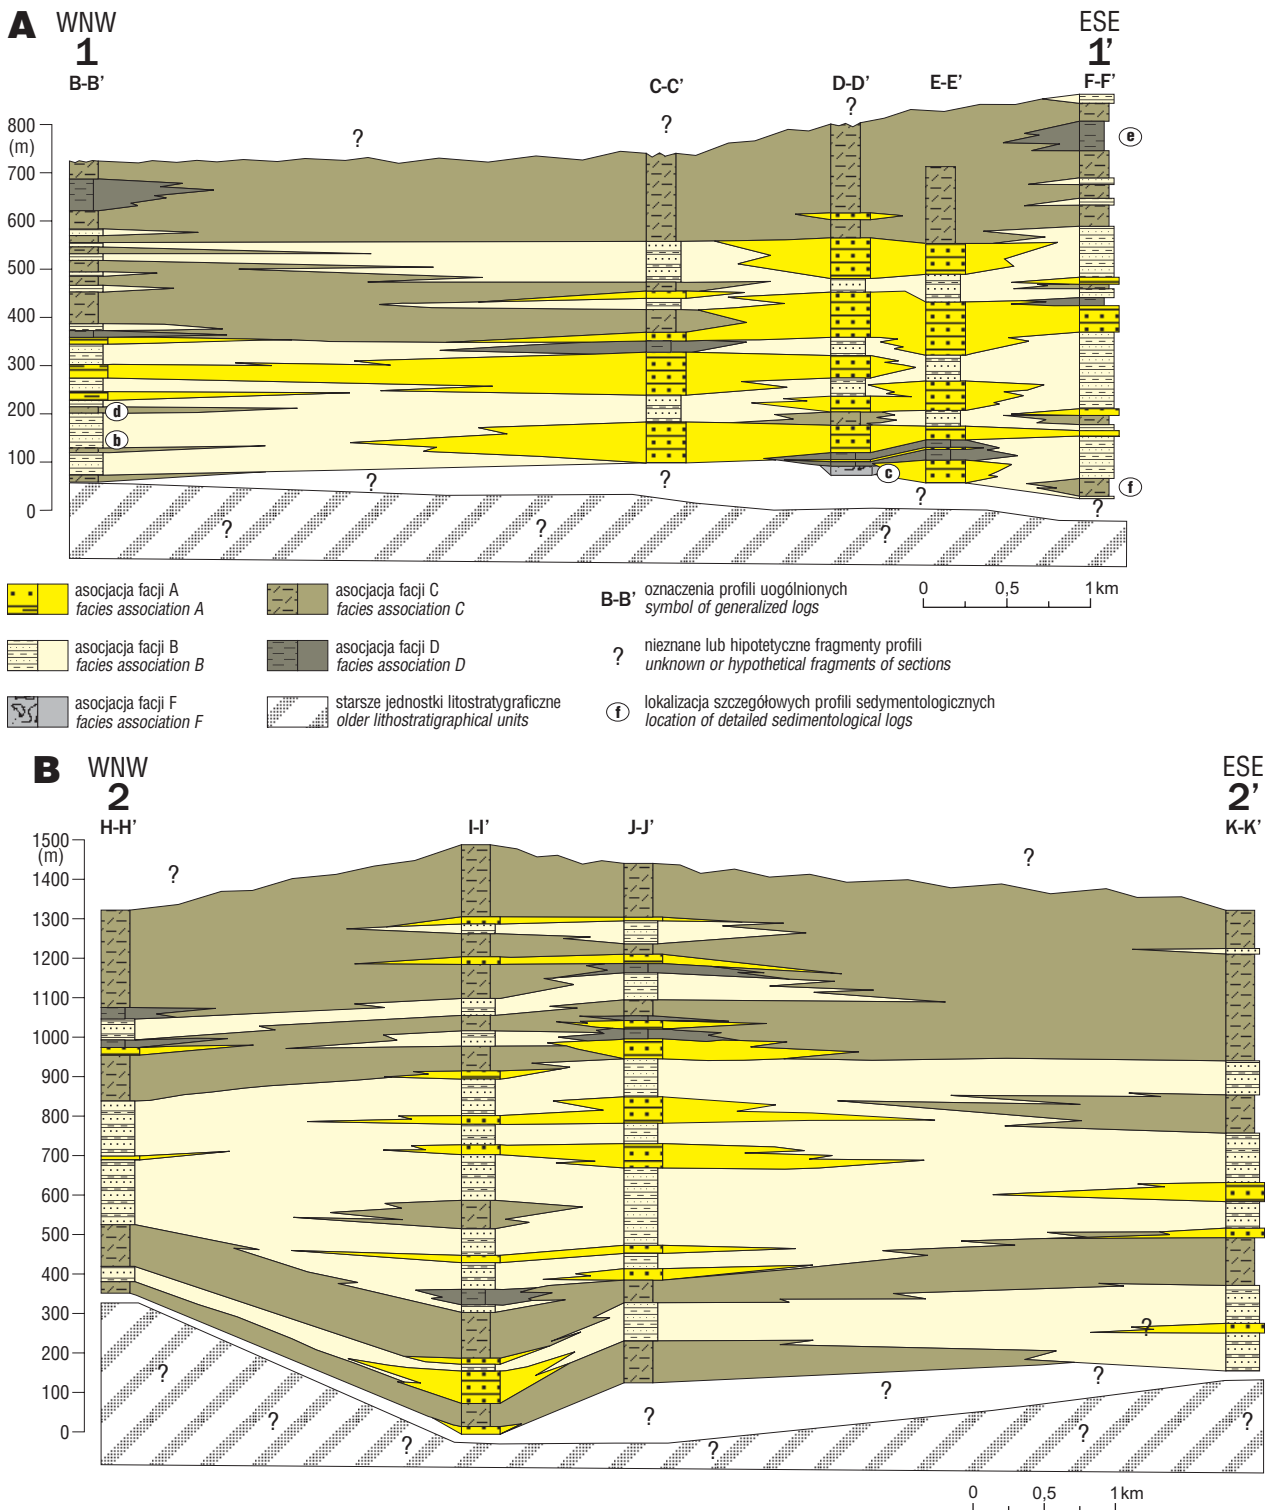 A WNW ESE
1 1’
B-B’ C-C’ D-D’ E-E’ F-F’
? ? ?
800
(m)
700
600
500
400
300
200
100
0
e
d
b
c
f
? ? ? ?
? ? ?
asocjacja facji A
facies association A
asocjacja facji B
facies association B
asocjacja facji F
facies association F
asocjacja facji C
facies association C
asocjacja facji D
facies association D
starsze jednostki litostratygraficzne
older lithostratigraphical units
B-B’ oznaczenia profili uogólnionych
symbol of generalized logs
? nieznane lub hipotetyczne fragmenty profili
unknown or hypothetical fragments of sections
f lokalizacja szczegółowych profili sedymentologicznych
location of detailed sedimentological logs
0 0,5 1 km
B WNW ESE
2 2’
H-H’ I-I’ J-J’ K-K’
? ?
1500
(m)
1400
1300
1200
1100
1000
900
800
700
600
500
400
300
200
100
0
?
? ?
? ? ?
? ? ? ?
0 0,5 1 km